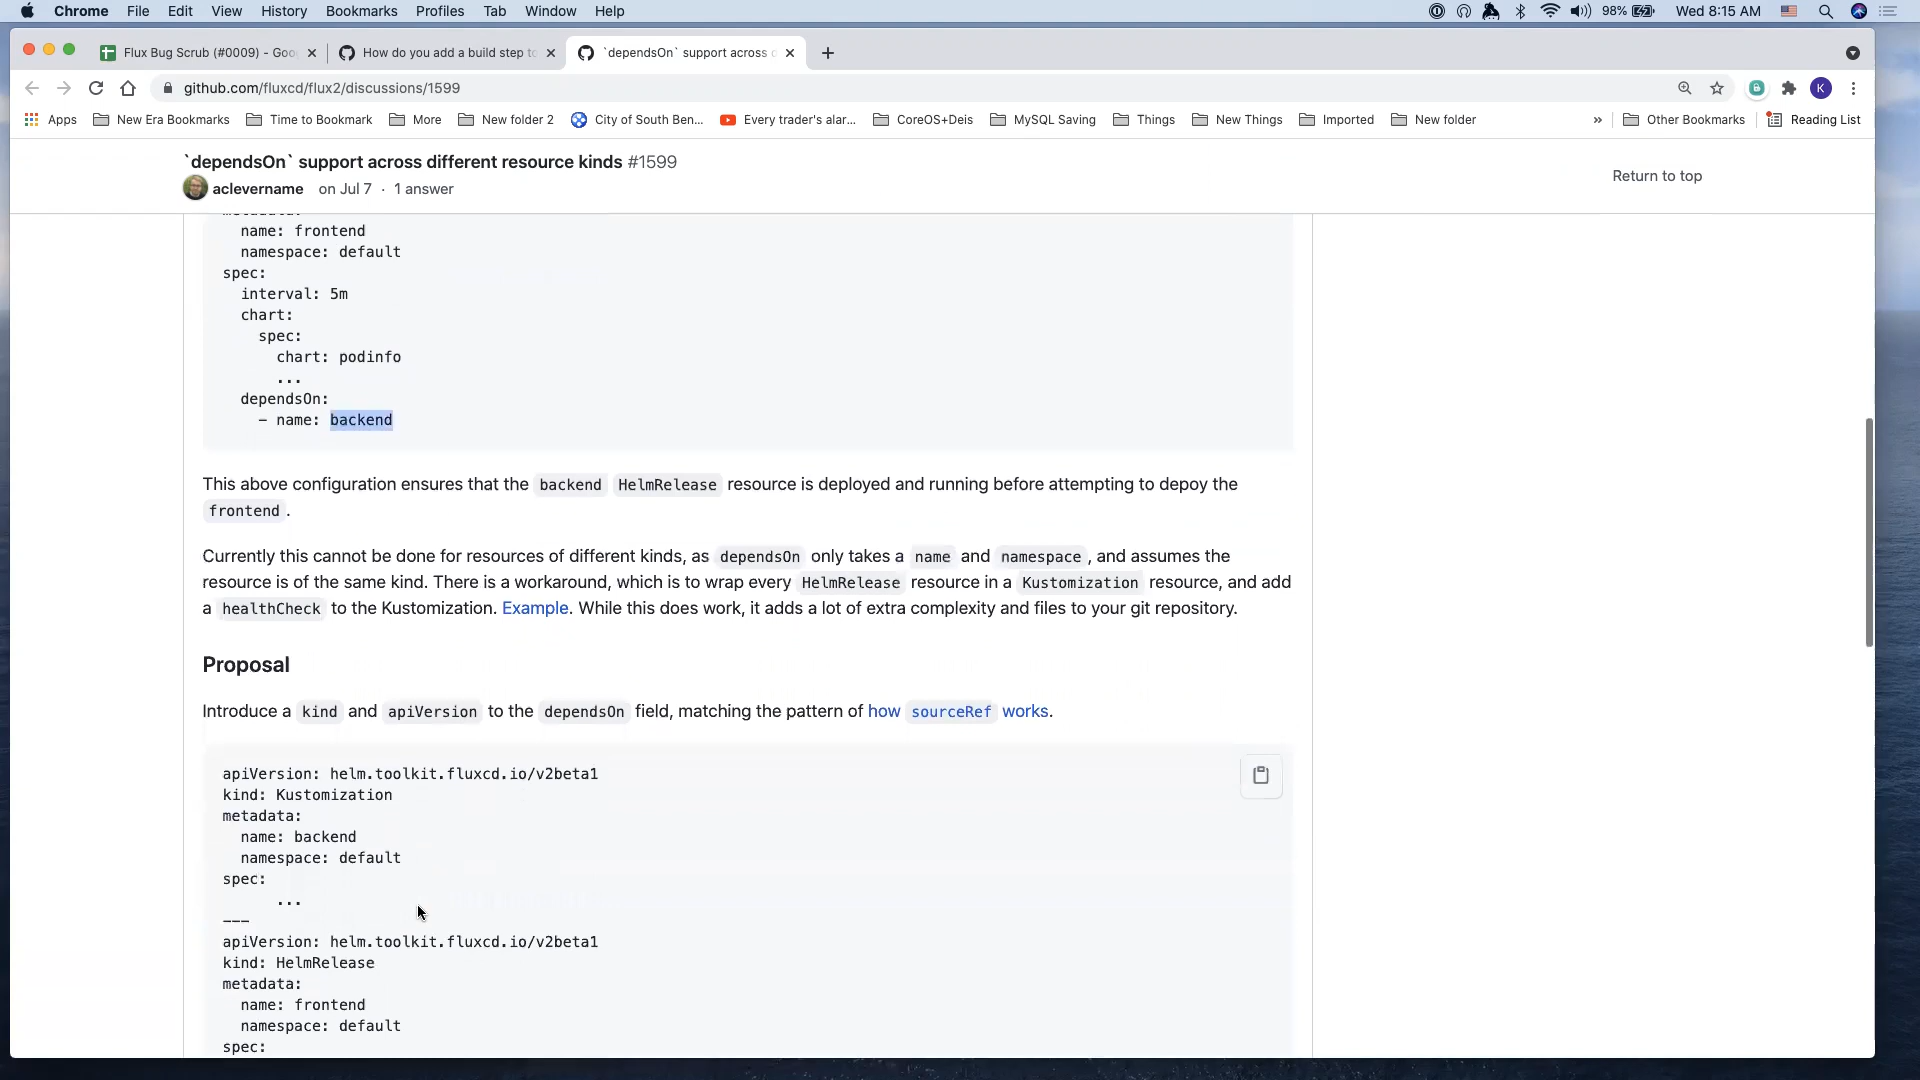 Chrome File Edit View History Bookmarks Profiles Tab Window Help 98% Wed 8:15 AM
Flux Bug Scrub (#0009) - Goo How do you add a build step to `dependsOn` support across d
github.com/fluxcd/flux2/discussions/1599 K
Apps New Era Bookmarks Time to Bookmark More New folder 2 City of South Ben... Every trader's alar... CoreOS+Deis MySQL Saving Things New Things Imported New folder » Other Bookmarks Reading List
`dependsOn` support across different resource kinds #1599
aclevername on Jul 7 · 1 answer
Return to top
metadata:
name: frontend
namespace: default
spec:
interval: 5m
chart:
spec:
chart: podinfo
...
dependsOn:
- name: backend
This above configuration ensures that the backend HelmRelease resource is deployed and running before attempting to depoy the
frontend .
Currently this cannot be done for resources of different kinds, as dependsOn only takes a name and namespace , and assumes the
resource is of the same kind. There is a workaround, which is to wrap every HelmRelease resource in a Kustomization resource, and add
a healthCheck to the Kustomization. Example. While this does work, it adds a lot of extra complexity and files to your git repository.
Proposal
Introduce a kind and apiVersion to the dependsOn field, matching the pattern of how sourceRef works.
apiVersion: helm.toolkit.fluxcd.io/v2beta1
kind: Kustomization
metadata:
name: backend
namespace: default
spec:
...
---
apiVersion: helm.toolkit.fluxcd.io/v2beta1
kind: HelmRelease
metadata:
name: frontend
namespace: default
spec: